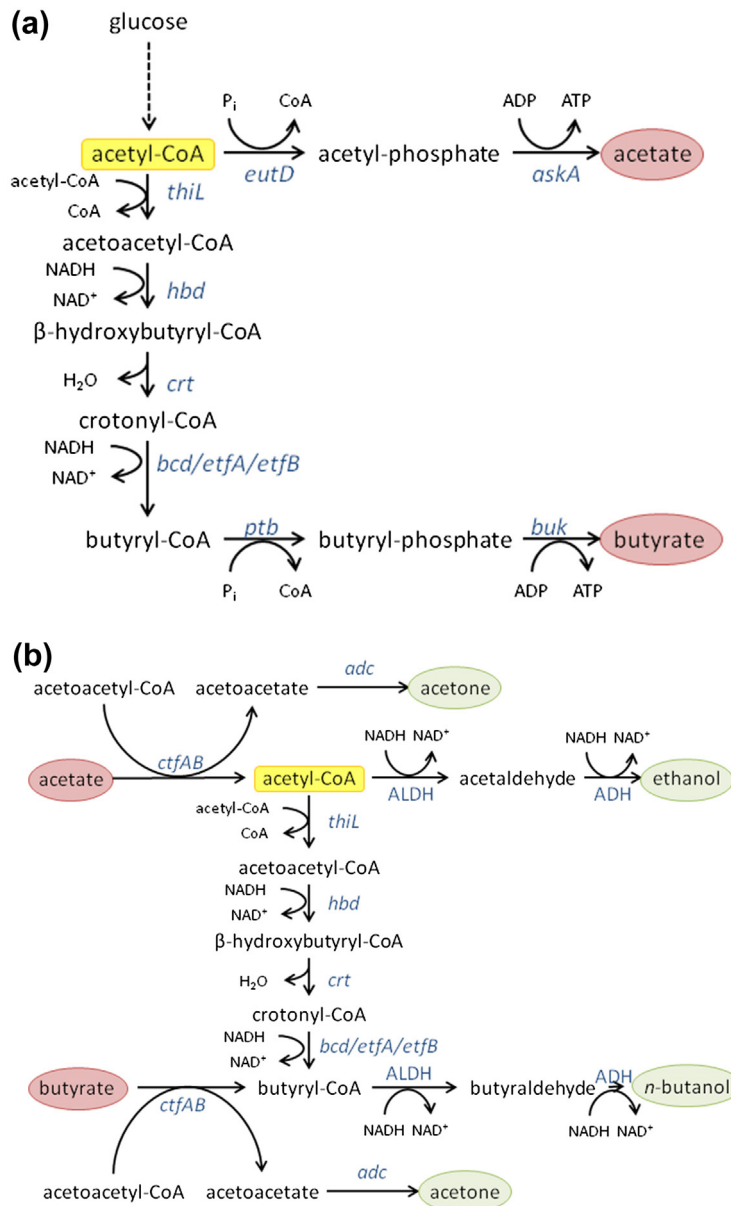 (a)
glucose
Pi CoA ADP ATP
acetyl-CoA acetyl-phosphate acetate
eutD askA
acetyl-CoA
thiL
CoA
acetoacetyl-CoA
NADH
hbd
NAD+
β-hydroxybutyryl-CoA
H2O
crt
crotonyl-CoA
NADH
bcd/etfA/etfB
NAD+
ptb buk
butyryl-CoA butyryl-phosphate butyrate
Pi CoA ADP ATP
(b)
adc
acetoacetyl-CoA acetoacetate acetone
NADH NAD+ NADH NAD+
ctfAB
acetate acetyl-CoA acetaldehyde ethanol
ALDH ADH
acetyl-CoA
thiL
CoA
acetoacetyl-CoA
NADH
hbd
NAD+
β-hydroxybutyryl-CoA
H2O
crt
crotonyl-CoA
NADH
bcd/etfA/etfB
NAD+
ALDH ADH
butyrate butyryl-CoA butyraldehyde n-butanol
ctfAB
NADH NAD+ NADH NAD+
adc
acetoacetyl-CoA acetoacetate acetone